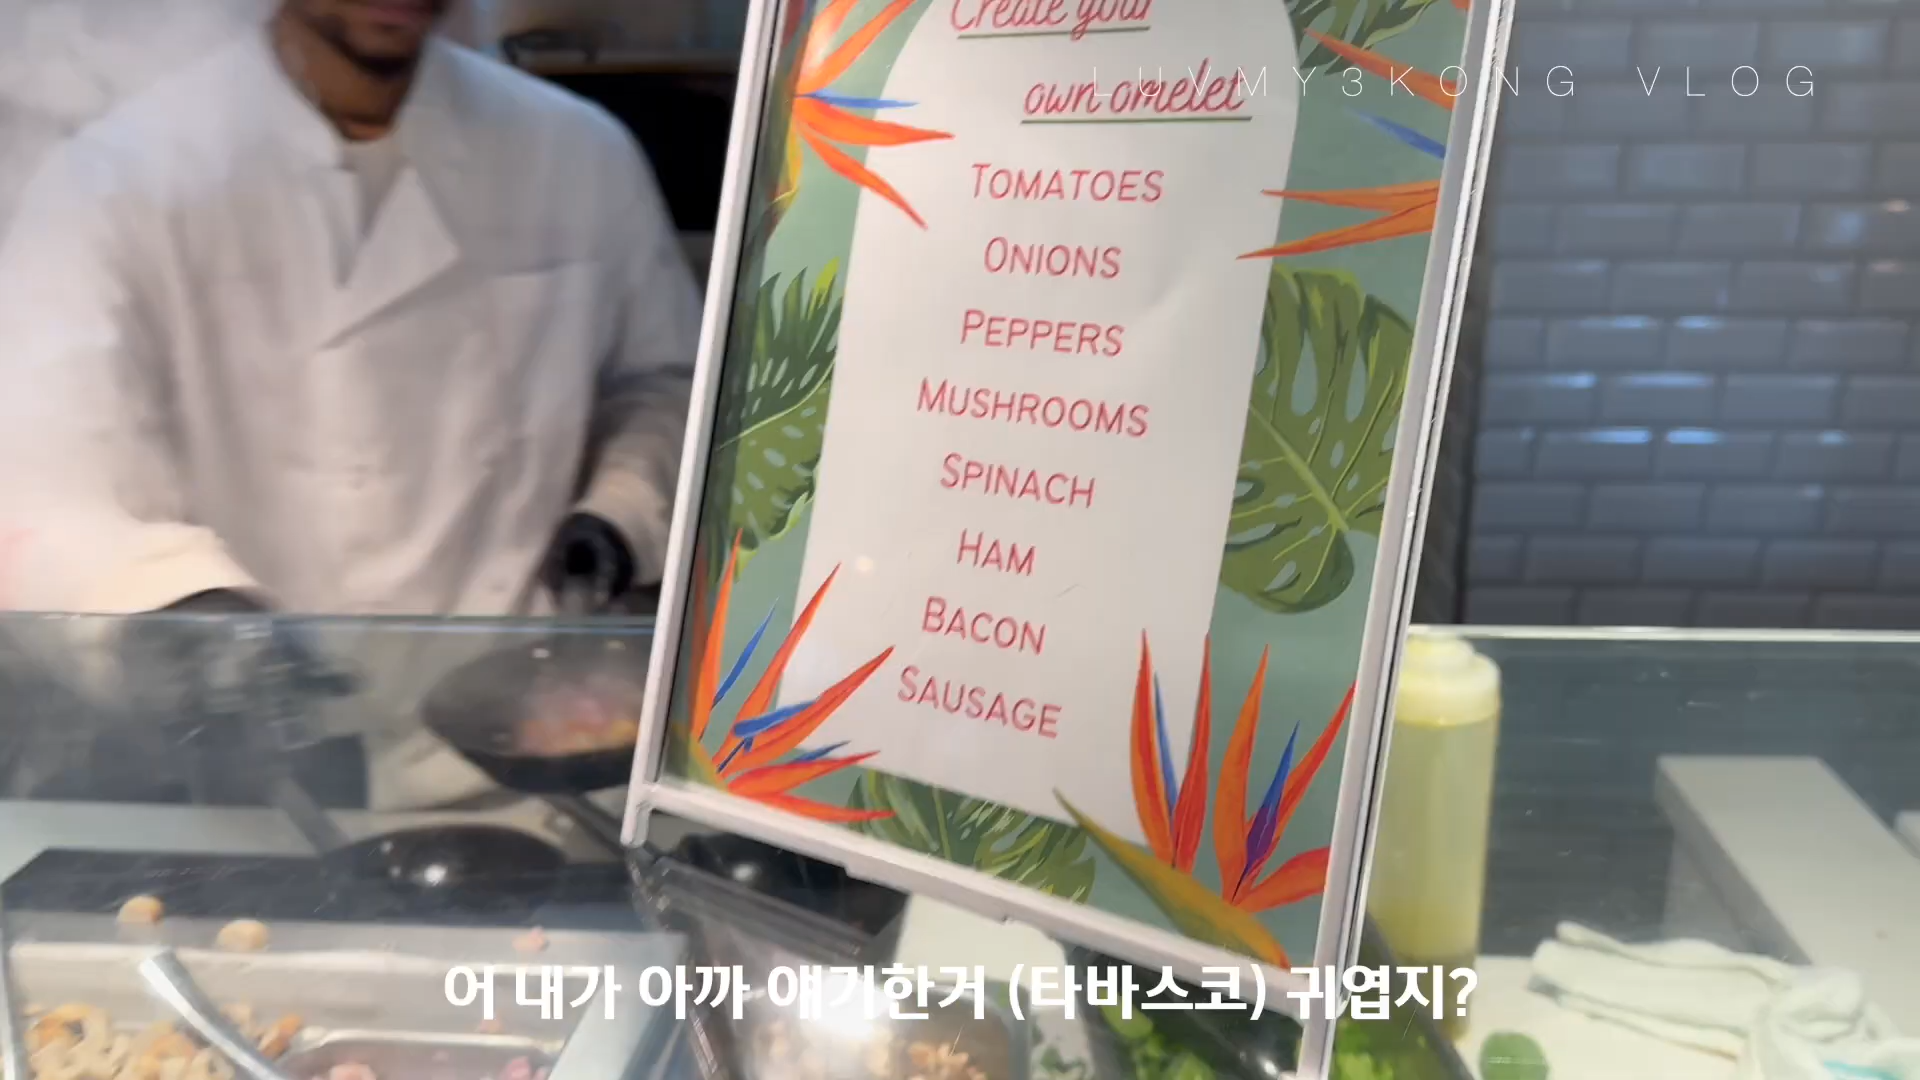 Create your
own omelet
LUVMY3KONG VLOG
TOMATOES
ONIONS
PEPPERS
MUSHROOMS
SPINACH
HAM
BACON
SAUSAGE
어 내가 아까 얘기한거 (타바스코) 귀엽지?